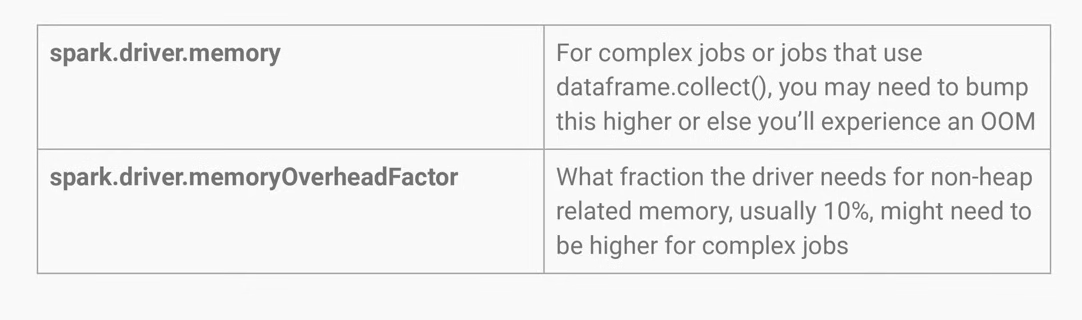 spark.driver.memory
For complex jobs or jobs that use
dataframe.collect(), you may need to bump
this higher or else you’ll experience an OOM
spark.driver.memoryOverheadFactor
What fraction the driver needs for non-heap
related memory, usually 10%, might need to
be higher for complex jobs